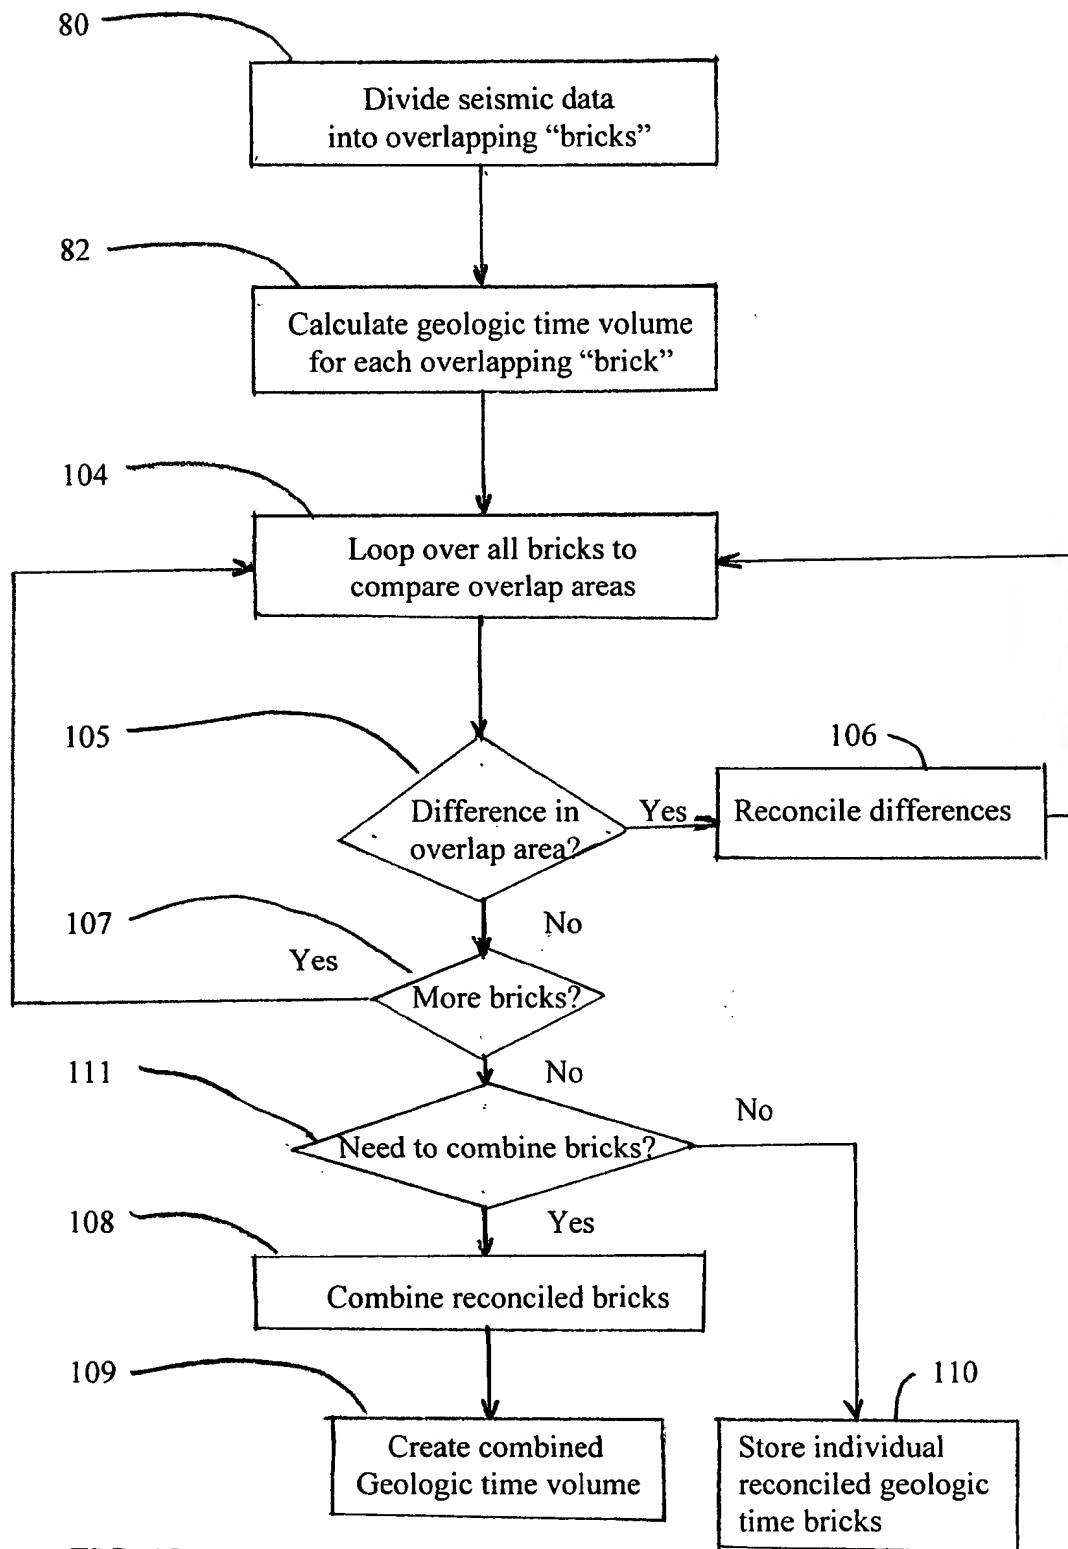 80
Divide seismic data
into overlapping “bricks”
82
Calculate geologic time volume
for each overlapping “brick”
104
Loop over all bricks to
compare overlap areas
105
Difference in
overlap area?
Yes
106
Reconcile differences
107
No
Yes
More bricks?
111
No
No
Need to combine bricks?
108
Yes
Combine reconciled bricks
109
Create combined
Geologic time volume
110
Store individual
reconciled geologic
time bricks